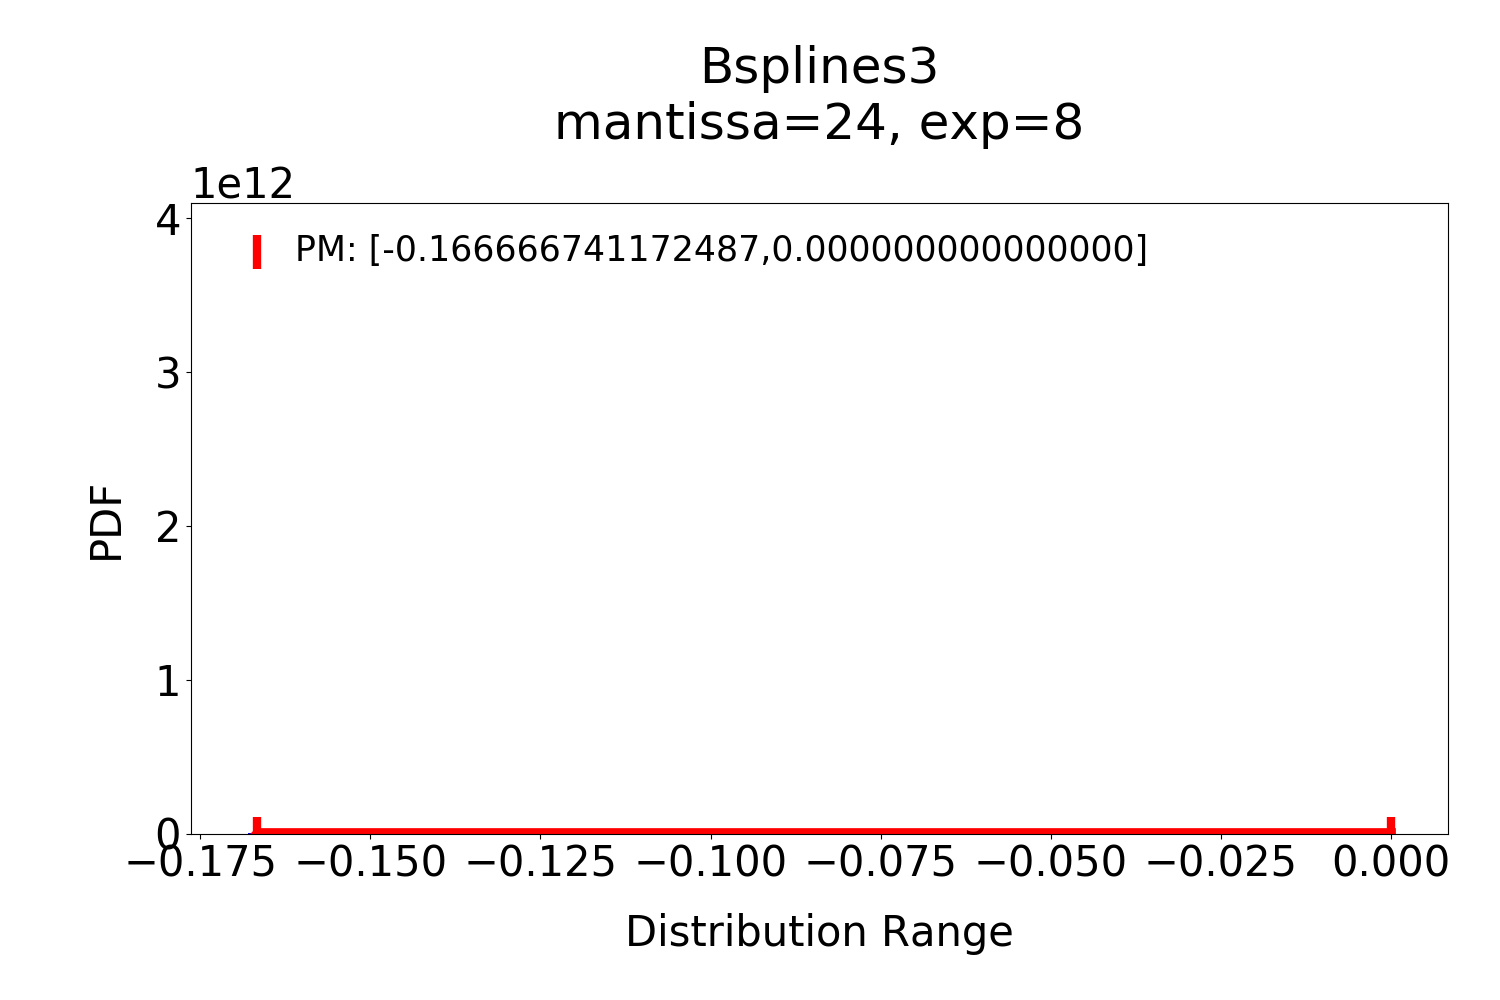 Bsplines3
mantissa=24, exp=8
1e12
4
PM: [-0.166666741172487,0.000000000000000]
3
2
1
0
PDF
−0.175 −0.150 −0.125 −0.100 −0.075 −0.050 −0.025 0.000
Distribution Range